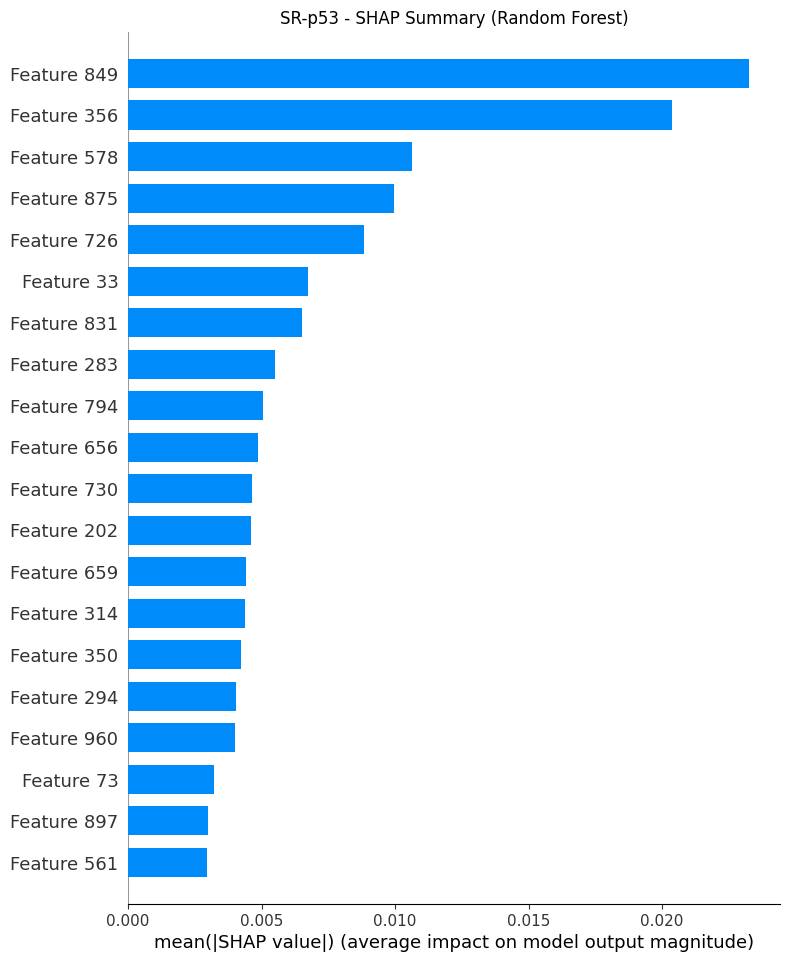 SR-p53 - SHAP Summary (Random Forest)
Feature 849
Feature 356
Feature 578
Feature 875
Feature 726
Feature 33
Feature 831
Feature 283
Feature 794
Feature 656
Feature 730
Feature 202
Feature 659
Feature 314
Feature 350
Feature 294
Feature 960
Feature 73
Feature 897
Feature 561
0.000 0.005 0.010 0.015 0.020
mean(|SHAP value|) (average impact on model output magnitude)